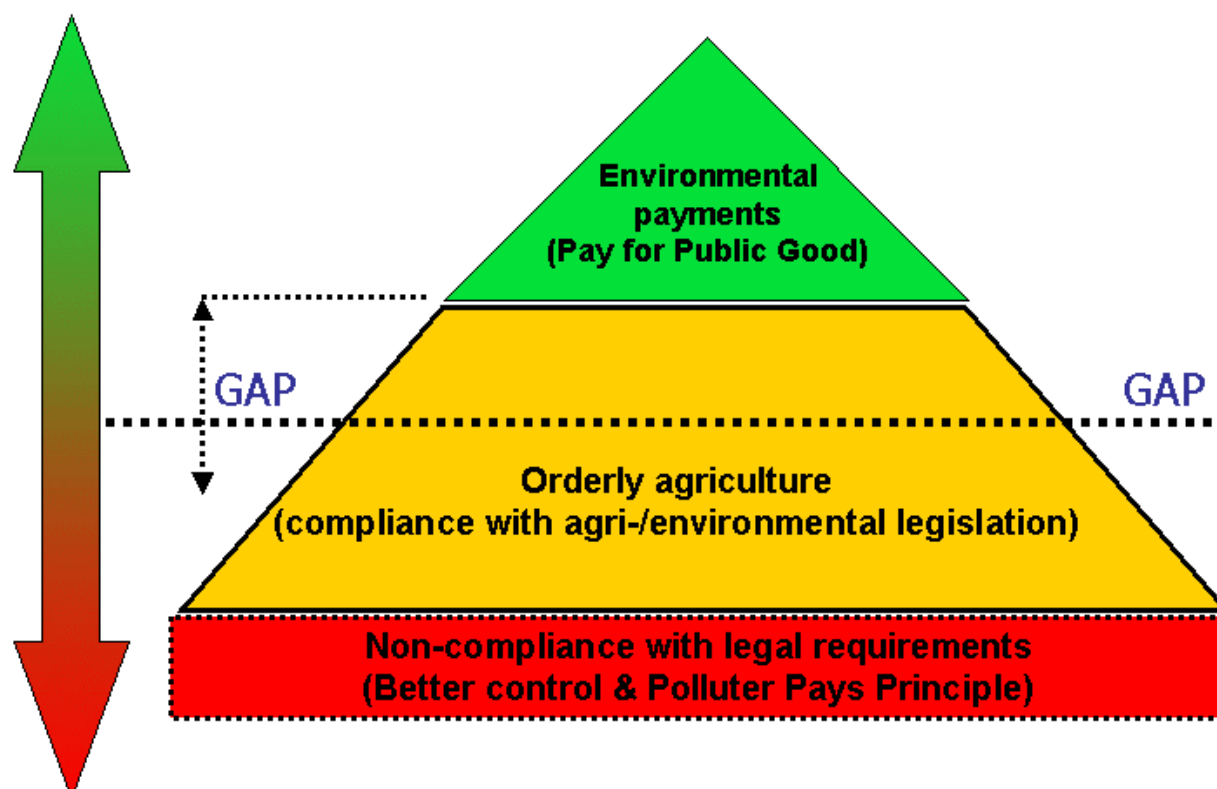 Environmental
payments
(Pay for Public Good)
GAP
GAP
Orderly agriculture
(compliance with agri-/environmental legislation)
Non-compliance with legal requirements
(Better control & Polluter Pays Principle)